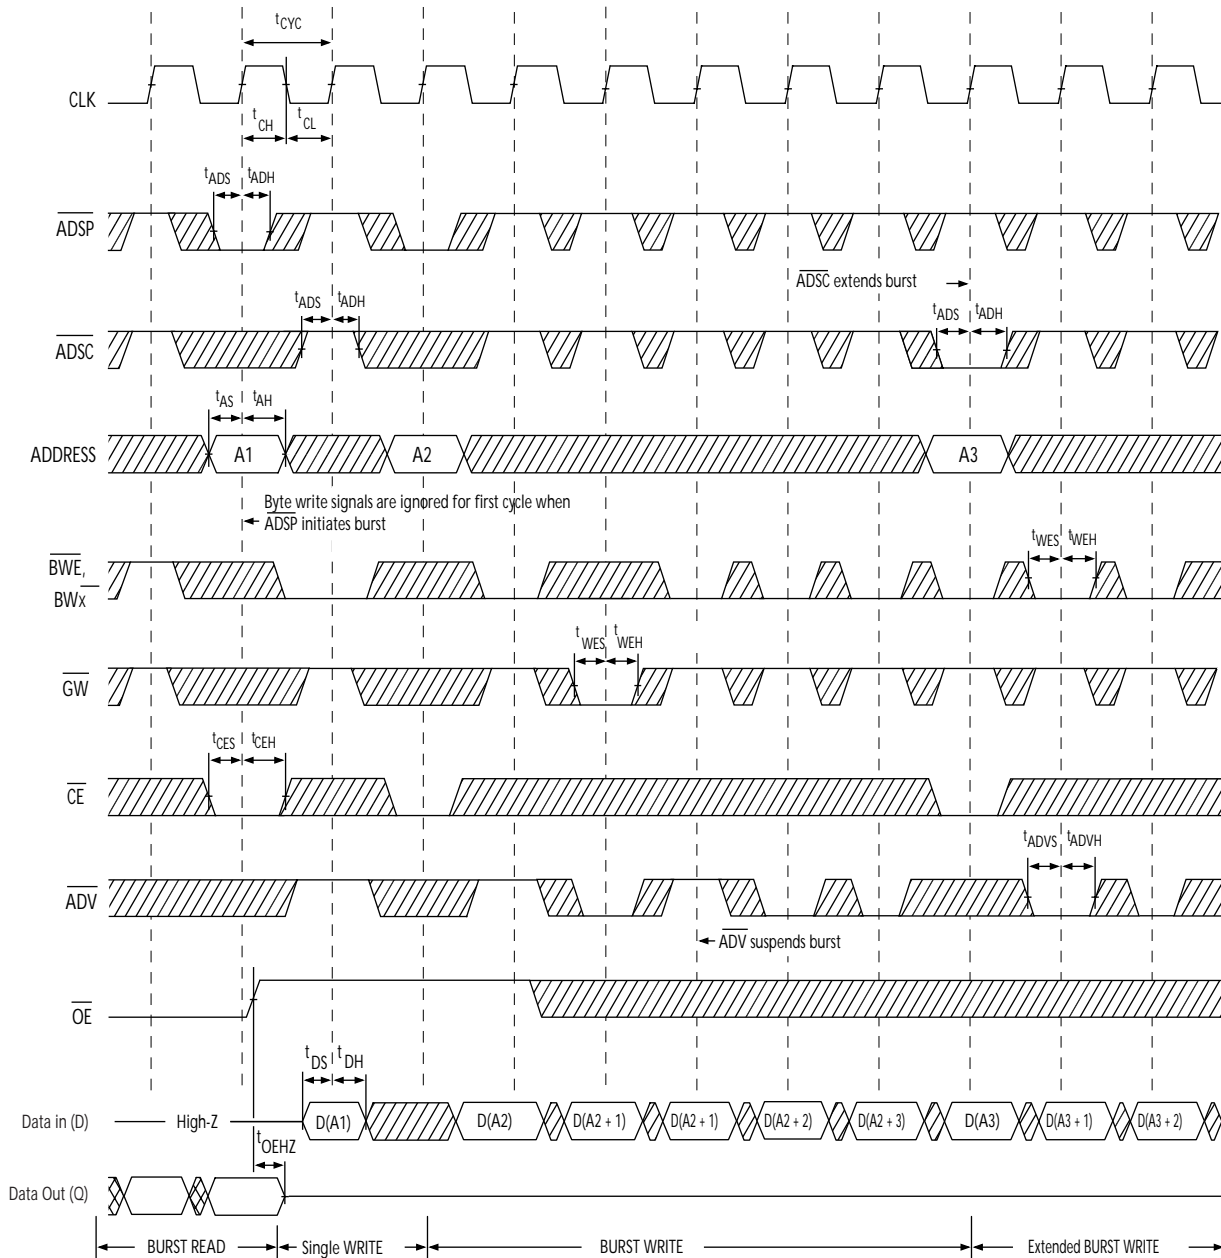 tCYC
CLK
tCH
tCL
tADS
tADH
ADSP
ADSC extends burst
tADS
tADH
tADS
tADH
ADSC
tAS
tAH
ADDRESS
A1
A2
A3
Byte write signals are ignored for first cycle when
ADSP initiates burst
tWES
tWEH
BWE,
BWx
tWES
tWEH
GW
tCES
tCEH
CE
tADVS
tADVH
ADV
ADV suspends burst
OE
tDS
tDH
Data in (D)
High-Z
D(A1)
D(A2)
D(A2 + 1)
D(A2 + 1)
D(A2 + 2)
D(A2 + 3)
D(A3)
D(A3 + 1)
D(A3 + 2)
tOEHZ
Data Out (Q)
BURST READ
Single WRITE
BURST WRITE
Extended BURST WRITE